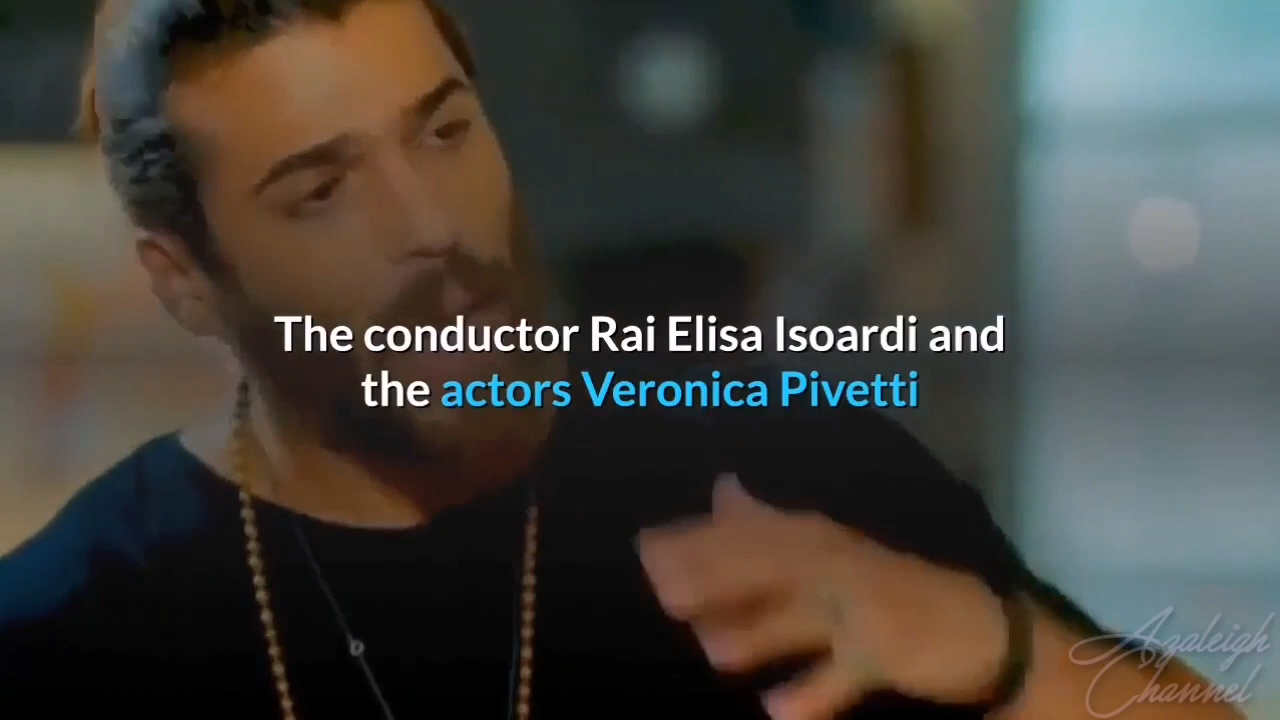 The conductor Rai Elisa Isoardi and
the actors Veronica Pivetti
Azaleigh
Channel